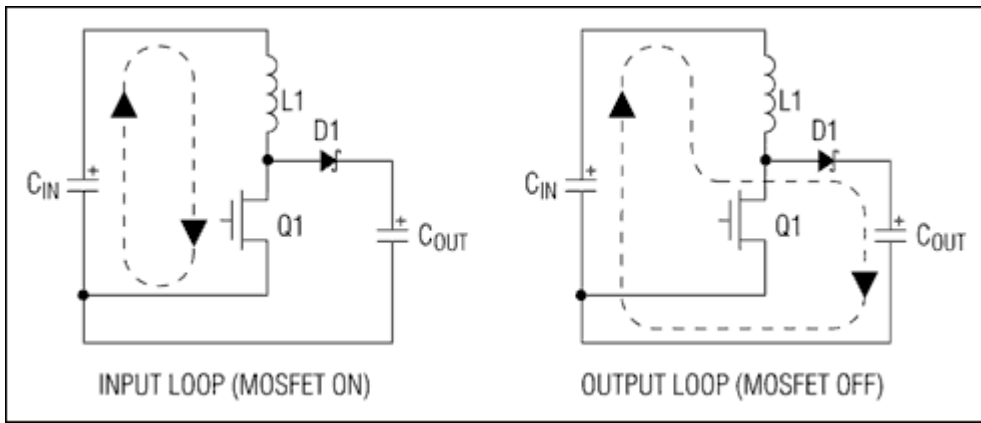 L1
D1
+
CIN
Q1
+
COUT
INPUT LOOP (MOSFET ON)
L1
D1
+
CIN
Q1
+
COUT
OUTPUT LOOP (MOSFET OFF)